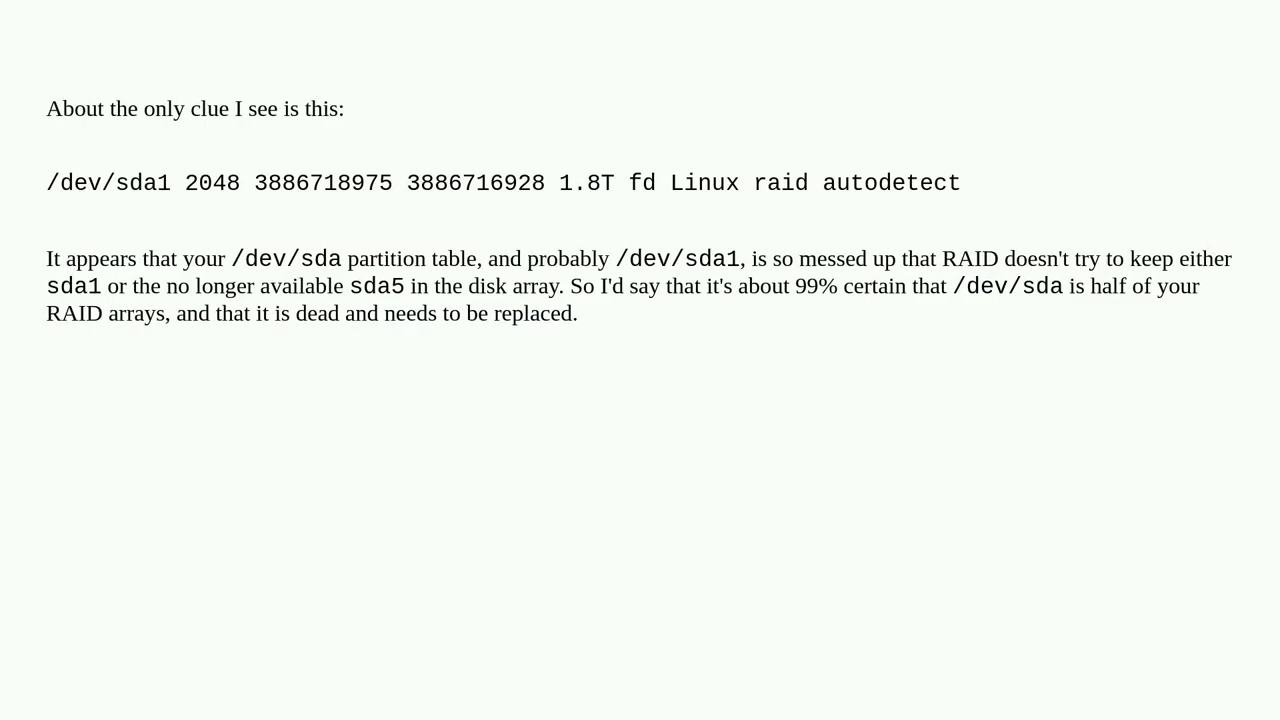 About the only clue I see is this:
/dev/sda1 2048 3886718975 3886716928 1.8T fd Linux raid autodetect
It appears that your /dev/sda partition table, and probably /dev/sda1, is so messed up that RAID doesn't try to keep either
sda1 or the no longer available sda5 in the disk array. So I'd say that it's about 99% certain that /dev/sda is half of your
RAID arrays, and that it is dead and needs to be replaced.